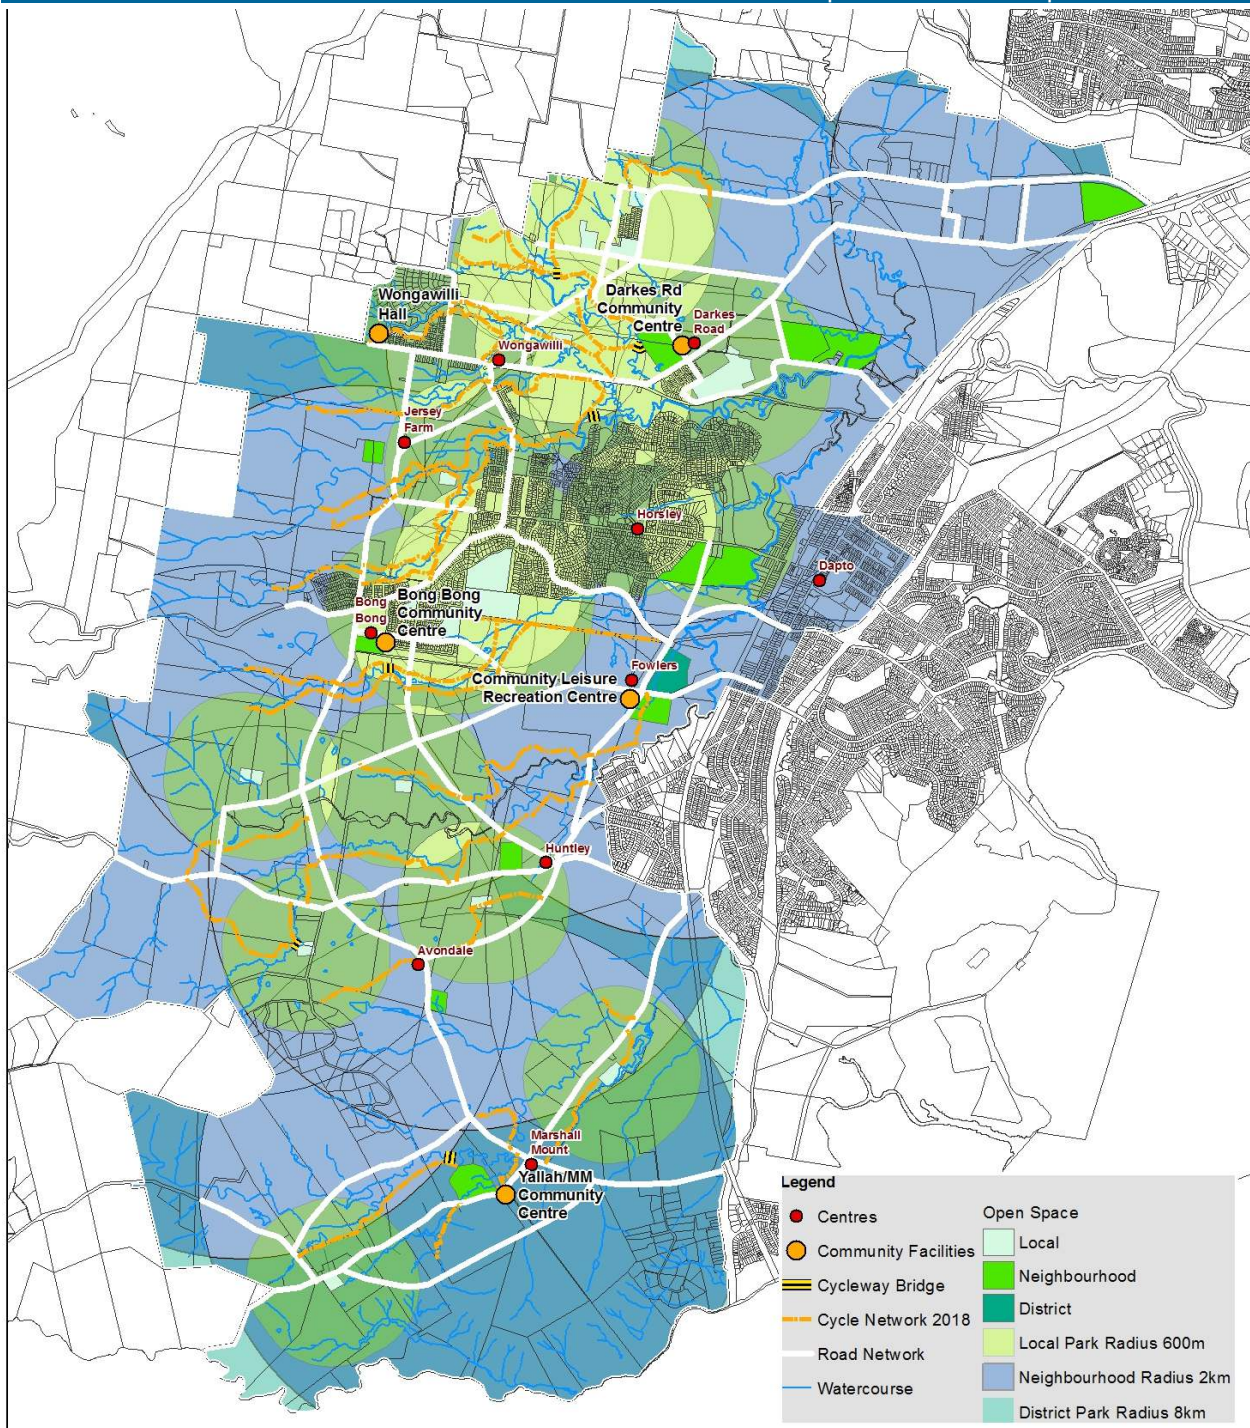 Wongawilli
Hall
Darkes Rd
Community
Centre
Darkes
Road
Wongawilli
Jersey
Farm
Horsley
Dapto
Bong Bong
Community
Centre
Bong
Bong
Fowlers
Community Leisure
Recreation Centre
Huntley
Avondale
Marshall
Mount
Yallah/MM
Community
Centre
Legend
Centres
Community Facilities
Cycleway Bridge
Cycle Network 2018
Road Network
Watercourse
Open Space
Local
Neighbourhood
District
Local Park Radius 600m
Neighbourhood Radius 2km
District Park Radius 8km